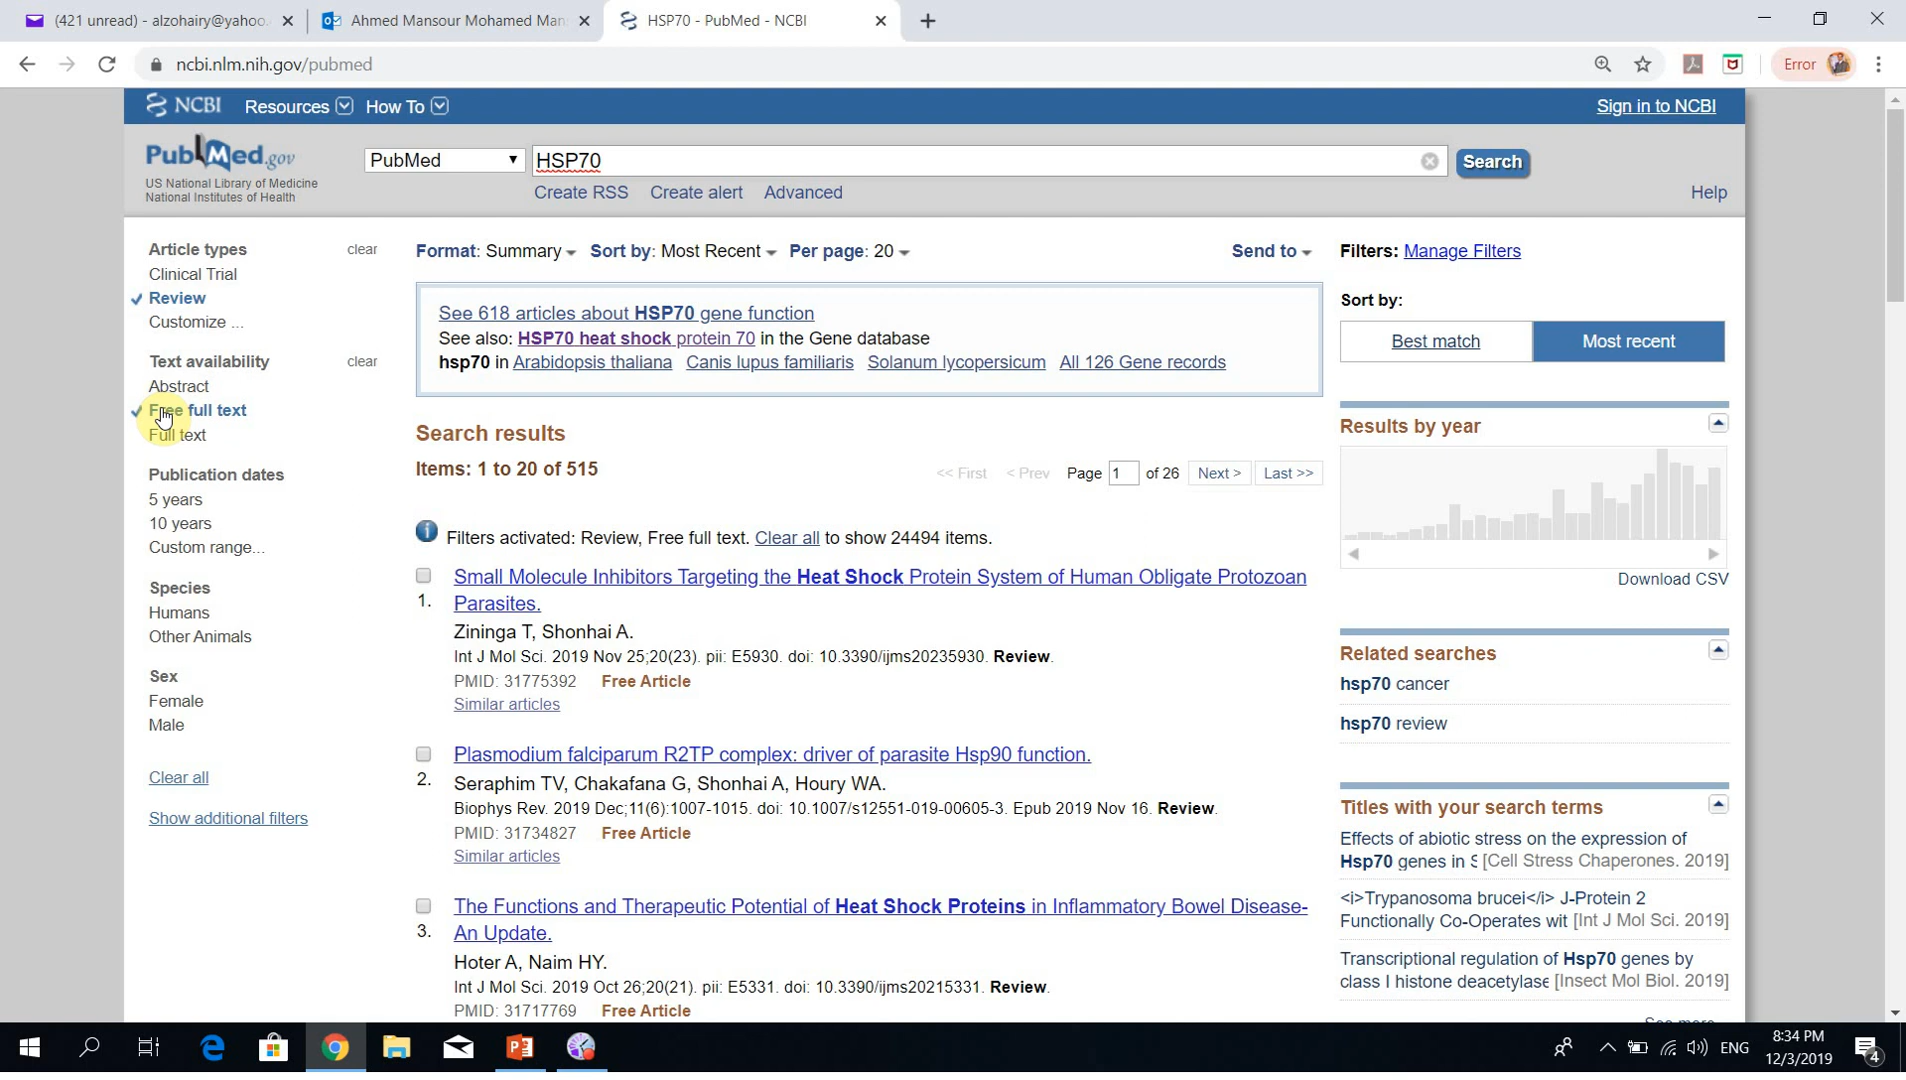 (421 unread) - alzohairy@yahoo.
Ahmed Mansour Mohamed Man
HSP70 - PubMed - NCBI
ncbi.nlm.nih.gov/pubmed
Error
NCBI Resources How To Sign in to NCBI
PubMed.gov
US National Library of Medicine
National Institutes of Health
PubMed HSP70 Search
Create RSS Create alert Advanced Help
Article types clear
Clinical Trial
Review
Customize ...
Text availability clear
Abstract
Free full text
Full text
Publication dates
5 years
10 years
Custom range...
Species
Humans
Other Animals
Sex
Female
Male
Clear all
Show additional filters
Format: Summary Sort by: Most Recent Per page: 20 Send to
See 618 articles about HSP70 gene function
See also: HSP70 heat shock protein 70 in the Gene database
hsp70 in Arabidopsis thaliana Canis lupus familiaris Solanum lycopersicum All 126 Gene records
Search results
Items: 1 to 20 of 515
<< First < Prev Page 1 of 26 Next > Last >>
Filters activated: Review, Free full text. Clear all to show 24494 items.
Small Molecule Inhibitors Targeting the Heat Shock Protein System of Human Obligate Protozoan
1. Parasites.
Zininga T, Shonhai A.
Int J Mol Sci. 2019 Nov 25;20(23). pii: E5930. doi: 10.3390/ijms20235930. Review.
PMID: 31775392 Free Article
Similar articles
Plasmodium falciparum R2TP complex: driver of parasite Hsp90 function.
2. Seraphim TV, Chakafana G, Shonhai A, Houry WA.
Biophys Rev. 2019 Dec;11(6):1007-1015. doi: 10.1007/s12551-019-00605-3. Epub 2019 Nov 16. Review.
PMID: 31734827 Free Article
Similar articles
The Functions and Therapeutic Potential of Heat Shock Proteins in Inflammatory Bowel Disease-
3. An Update.
Hoter A, Naim HY.
Int J Mol Sci. 2019 Oct 26;20(21). pii: E5331. doi: 10.3390/ijms20215331. Review.
PMID: 31717769 Free Article
Filters: Manage Filters
Sort by:
Best match Most recent
Results by year
Download CSV
Related searches
hsp70 cancer
hsp70 review
Titles with your search terms
Effects of abiotic stress on the expression of
Hsp70 genes in S [Cell Stress Chaperones. 2019]
<i>Trypanosoma brucei</i> J-Protein 2
Functionally Co-Operates wit [Int J Mol Sci. 2019]
Transcriptional regulation of Hsp70 genes by
class I histone deacetylase [Insect Mol Biol. 2019]
See more
ENG
8:34 PM
12/3/2019
4